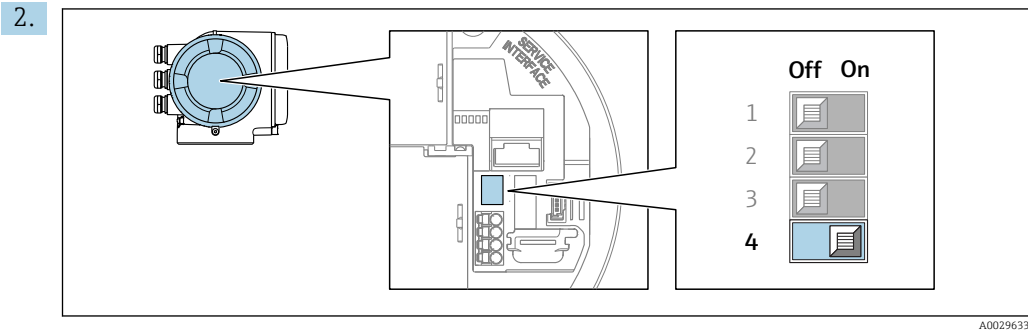 2.
SERVICE
INTERFACE
Off On
1
2
3
4
A0029633